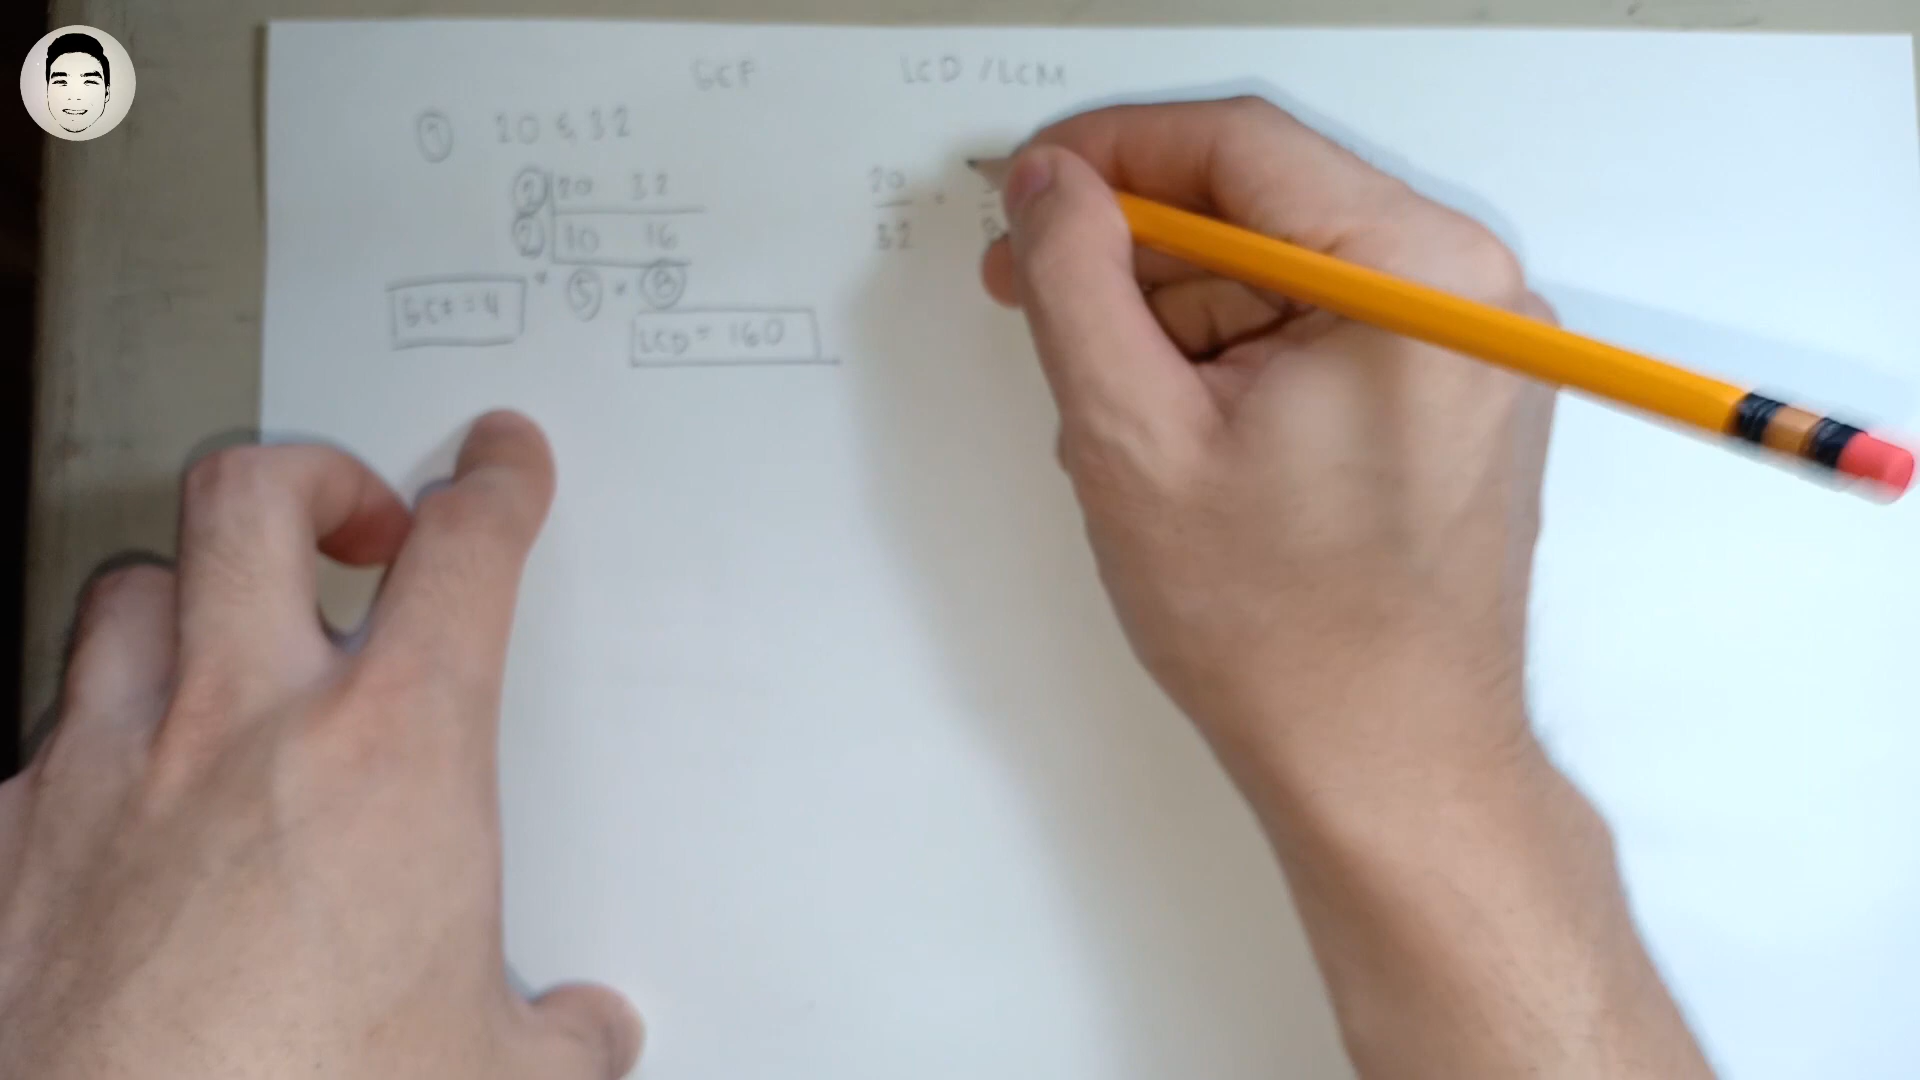 GCF LCD / LCM
① 20 & 32
2 20 32
2 10 16
5 8
GCF = 4
LCD = 160
20 =
32